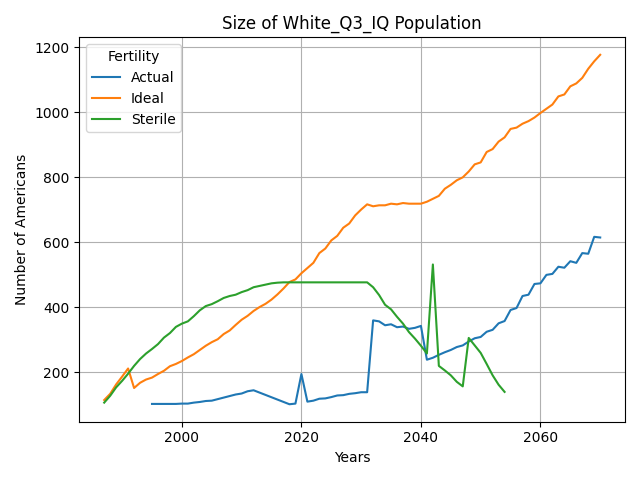 Size of White_Q3_IQ Population
Fertility
Actual
Ideal
Sterile
Number of Americans
1200
1000
800
600
400
200
2000
2020
2040
2060
Years